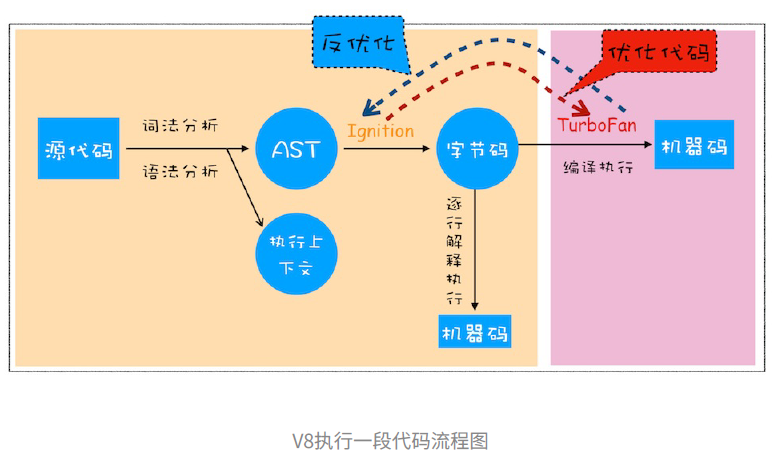 反优化
优化代码
词法分析
源代码
语法分析
AST
Ignition
字节码
TurboFan
编译执行
机器码
执行上
下文
逐行解释执行
机器码
V8执行一段代码流程图